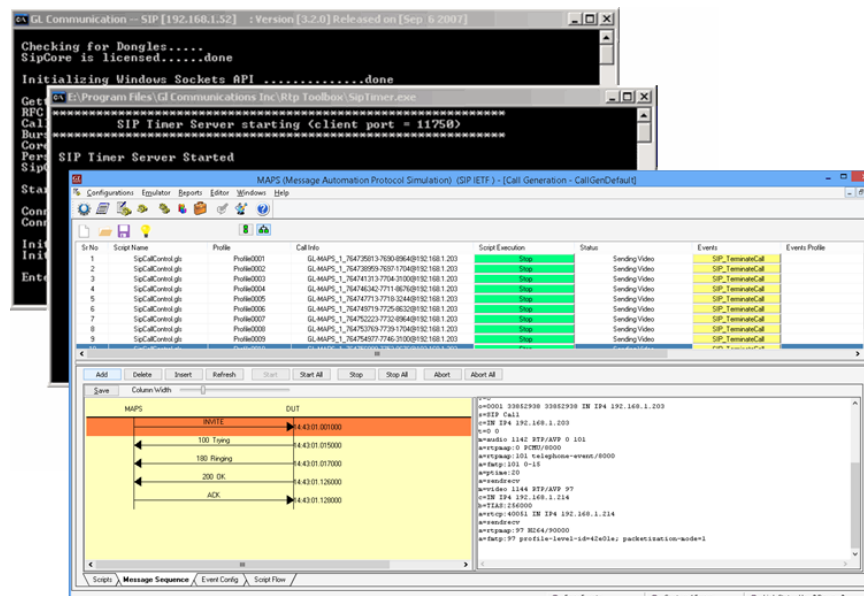 GL Communication -- SIP [192.168.1.52] : Version [3.2.0] Released on [Sep 6 2007]
Checking for Dongles.....
SipCore is licensed......done
Initializing Windows Sockets API ..............done
E:\Program Files\Gl Communications Inc\Rtp Toolbox\SipTimer.exe
SIP Timer Server starting (client port = 11750)
SIP Timer Server Started
MAPS (Message Automation Protocol Simulation) (SIP IETF ) - [Call Generation - CallGenDefault]
Configurations Emulator Reports Editor Windows Help
Sr No Script Name Profile Call Info Script Execution Status Events Events Profile
1 SipCallControl.gls Profile0001 GL-MAPS_1_764735813-7690-8964@192.168.1.203 Stop Sending Video SIP_TerminateCall
2 SipCallControl.gls Profile0002 GL-MAPS_1_764738959-7697-1704@192.168.1.203 Stop Sending Video SIP_TerminateCall
3 SipCallControl.gls Profile0003 GL-MAPS_1_764741313-7704-3100@192.168.1.203 Stop Sending Video SIP_TerminateCall
4 SipCallControl.gls Profile0004 GL-MAPS_1_764746342-7711-8676@192.168.1.203 Stop Sending Video SIP_TerminateCall
5 SipCallControl.gls Profile0005 GL-MAPS_1_764747713-7718-3244@192.168.1.203 Stop Sending Video SIP_TerminateCall
6 SipCallControl.gls Profile0006 GL-MAPS_1_764749719-7725-8632@192.168.1.203 Stop Sending Video SIP_TerminateCall
7 SipCallControl.gls Profile0007 GL-MAPS_1_764752223-7732-8964@192.168.1.203 Stop Sending Video SIP_TerminateCall
8 SipCallControl.gls Profile0008 GL-MAPS_1_764753769-7739-1704@192.168.1.203 Stop Sending Video SIP_TerminateCall
9 SipCallControl.gls Profile0009 GL-MAPS_1_764754977-7746-3100@192.168.1.203 Stop Sending Video SIP_TerminateCall
Add Delete Insert Refresh Start Start All Stop Stop All Abort Abort All
Save Column Width
MAPS DUT
INVITE 14:43:01.001000
100 Trying 14:43:01.015000
180 Ringing 14:43:01.017000
200 OK 14:43:01.126000
ACK 14:43:01.128000
o=0001 33852938 33852938 IN IP4 192.168.1.203
s=SIP Call
c=IN IP4 192.168.1.203
t=0 0
m=audio 1142 RTP/AVP 0 101
a=rtpmap:0 PCMU/8000
a=rtpmap:101 telephone-event/8000
a=fmtp:101 0-15
a=ptime:20
a=sendrecv
m=video 1144 RTP/AVP 97
c=IN IP4 192.168.1.214
b=TIAS:256000
a=rtcp:40051 IN IP4 192.168.1.214
a=sendrecv
a=rtpmap:97 H264/90000
a=fmtp:97 profile-level-id=42e01e; packetization-mode=1
Scripts Message Sequence Event Config Script Flow